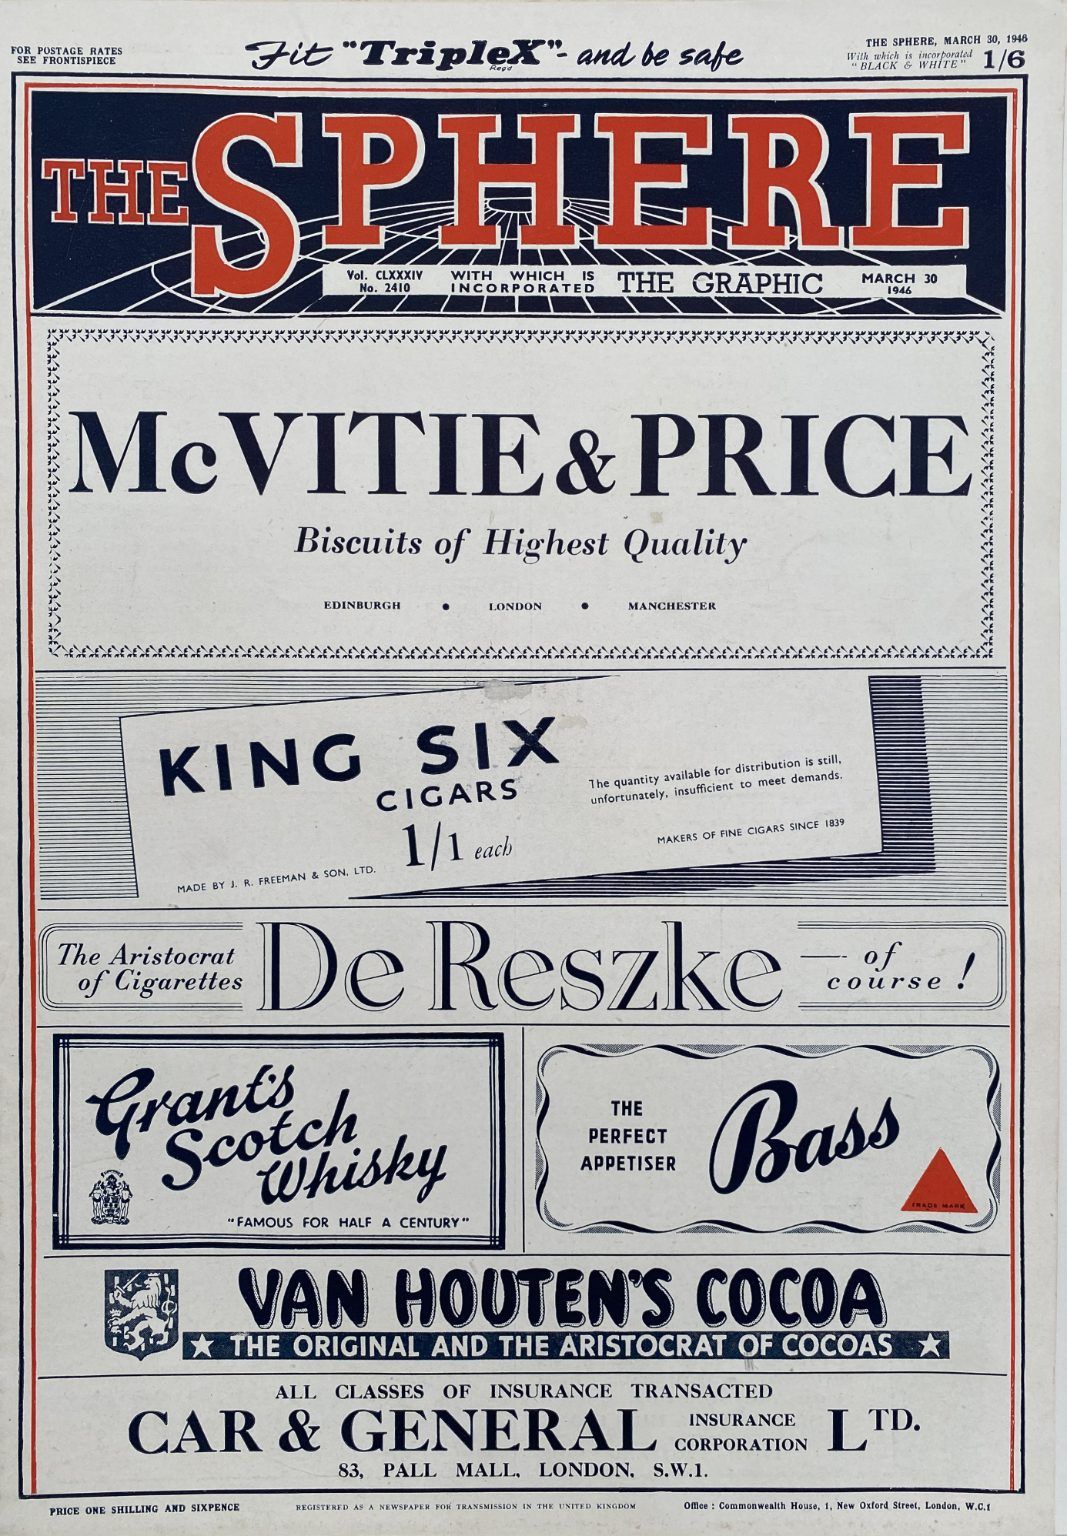 FOR POSTAGE RATES
SEE FRONTISPIECE
Fit "TripleX"- and be safe
Regd
THE SPHERE, MARCH 30, 1946
With which is incorporated
"BLACK & WHITE"
1/6
THE SPHERE
Vol. CLXXXIV
No. 2410
WITH WHICH IS
INCORPORATED
THE GRAPHIC
MARCH 30
1946
McVITIE & PRICE
Biscuits of Highest Quality
EDINBURGH • LONDON • MANCHESTER
KING SIX
CIGARS
1/1 each
MADE BY J. R. FREEMAN & SON, LTD.
The quantity available for distribution is still,
unfortunately, insufficient to meet demands.
MAKERS OF FINE CIGARS SINCE 1839
The Aristocrat
of Cigarettes
De Reszke
— of
course!
Grant's
Scotch
Whisky
"FAMOUS FOR HALF A CENTURY"
THE
PERFECT
APPETISER
Bass
TRADE MARK
VAN HOUTEN'S COCOA
★ THE ORIGINAL AND THE ARISTOCRAT OF COCOAS ★
ALL CLASSES OF INSURANCE TRANSACTED
CAR & GENERAL INSURANCE CORPORATION LTD.
83, PALL MALL, LONDON, S.W.1.
PRICE ONE SHILLING AND SIXPENCE
REGISTERED AS A NEWSPAPER FOR TRANSMISSION IN THE UNITED KINGDOM
Office : Commonwealth House, 1, New Oxford Street, London, W.C.1